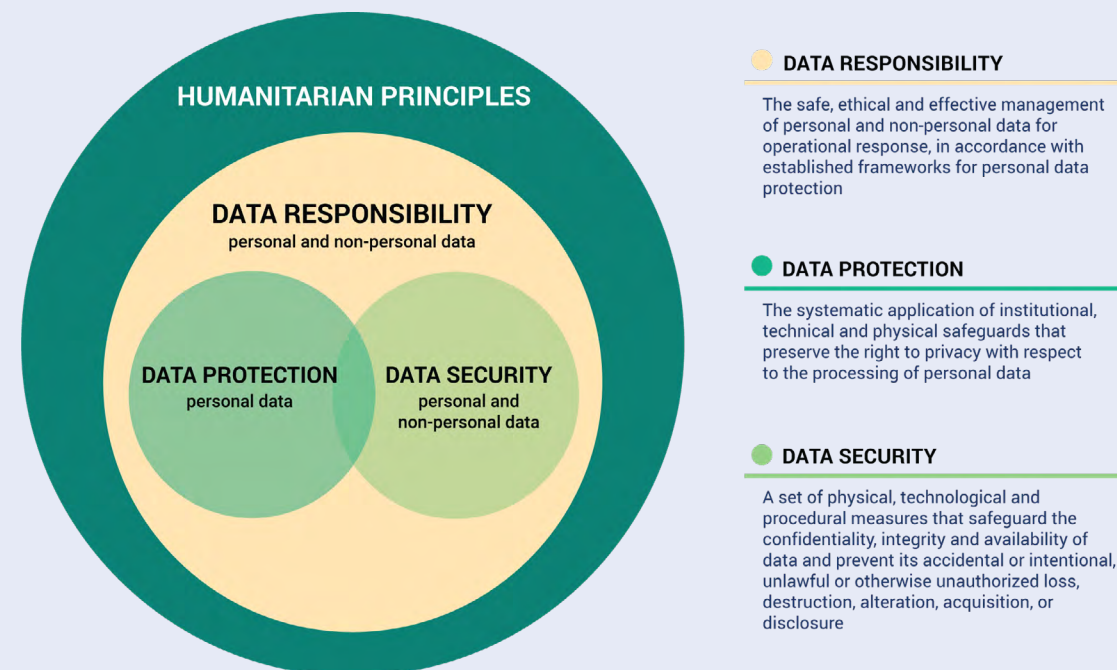 HUMANITARIAN PRINCIPLES
DATA RESPONSIBILITY
personal and non-personal data
DATA PROTECTION
personal data
DATA SECURITY
personal and
non-personal data
DATA RESPONSIBILITY
The safe, ethical and effective management
of personal and non-personal data for
operational response, in accordance with
established frameworks for personal data
protection
DATA PROTECTION
The systematic application of institutional,
technical and physical safeguards that
preserve the right to privacy with respect
to the processing of personal data
DATA SECURITY
A set of physical, technological and
procedural measures that safeguard the
confidentiality, integrity and availability of
data and prevent its accidental or intentional,
unlawful or otherwise unauthorized loss,
destruction, alteration, acquisition, or
disclosure